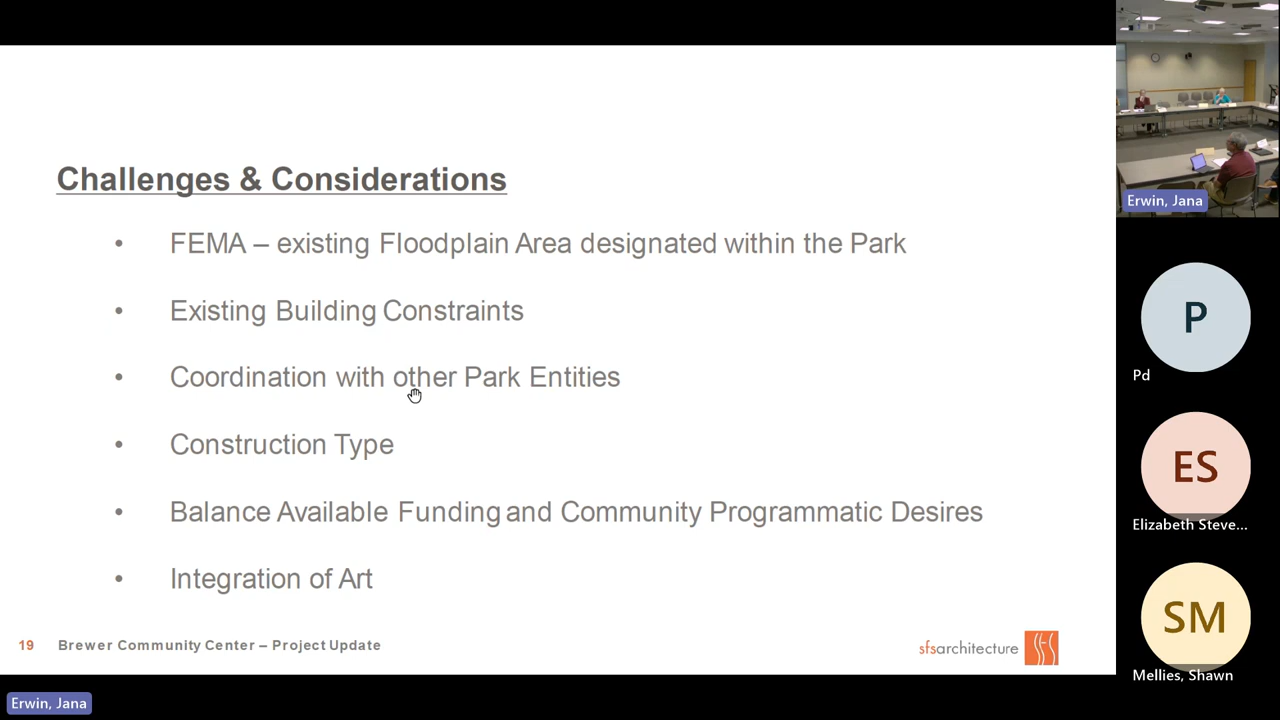 Challenges & Considerations
• FEMA – existing Floodplain Area designated within the Park
• Existing Building Constraints
• Coordination with other Park Entities
• Construction Type
• Balance Available Funding and Community Programmatic Desires
• Integration of Art
19 Brewer Community Center – Project Update
sfsarchitecture
Erwin, Jana
Erwin, Jana
P
Pd
ES
Elizabeth Steve...
SM
Mellies, Shawn